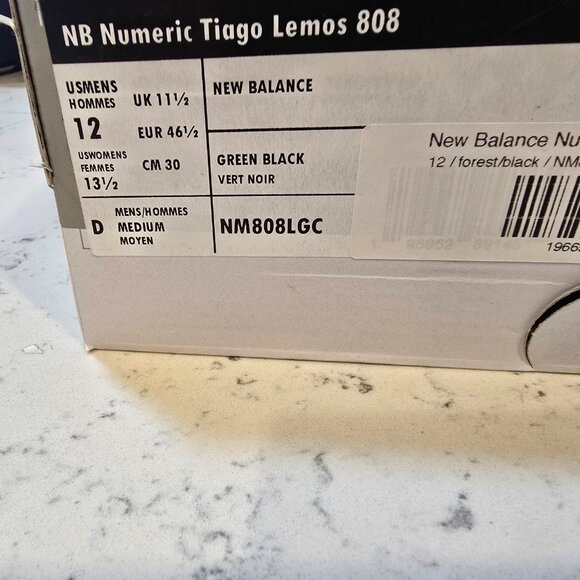 NB Numeric Tiago Lemos 808
USMENS
HOMMES
12
UK 11½
EUR 46½
CM 30
USWOMENS
FEMMES
13½
NEW BALANCE
GREEN BLACK
VERT NOIR
D
MENS/HOMMES
MEDIUM
MOYEN
NM808LGC
New Balance Nu
12 / forest/black / NM
1966